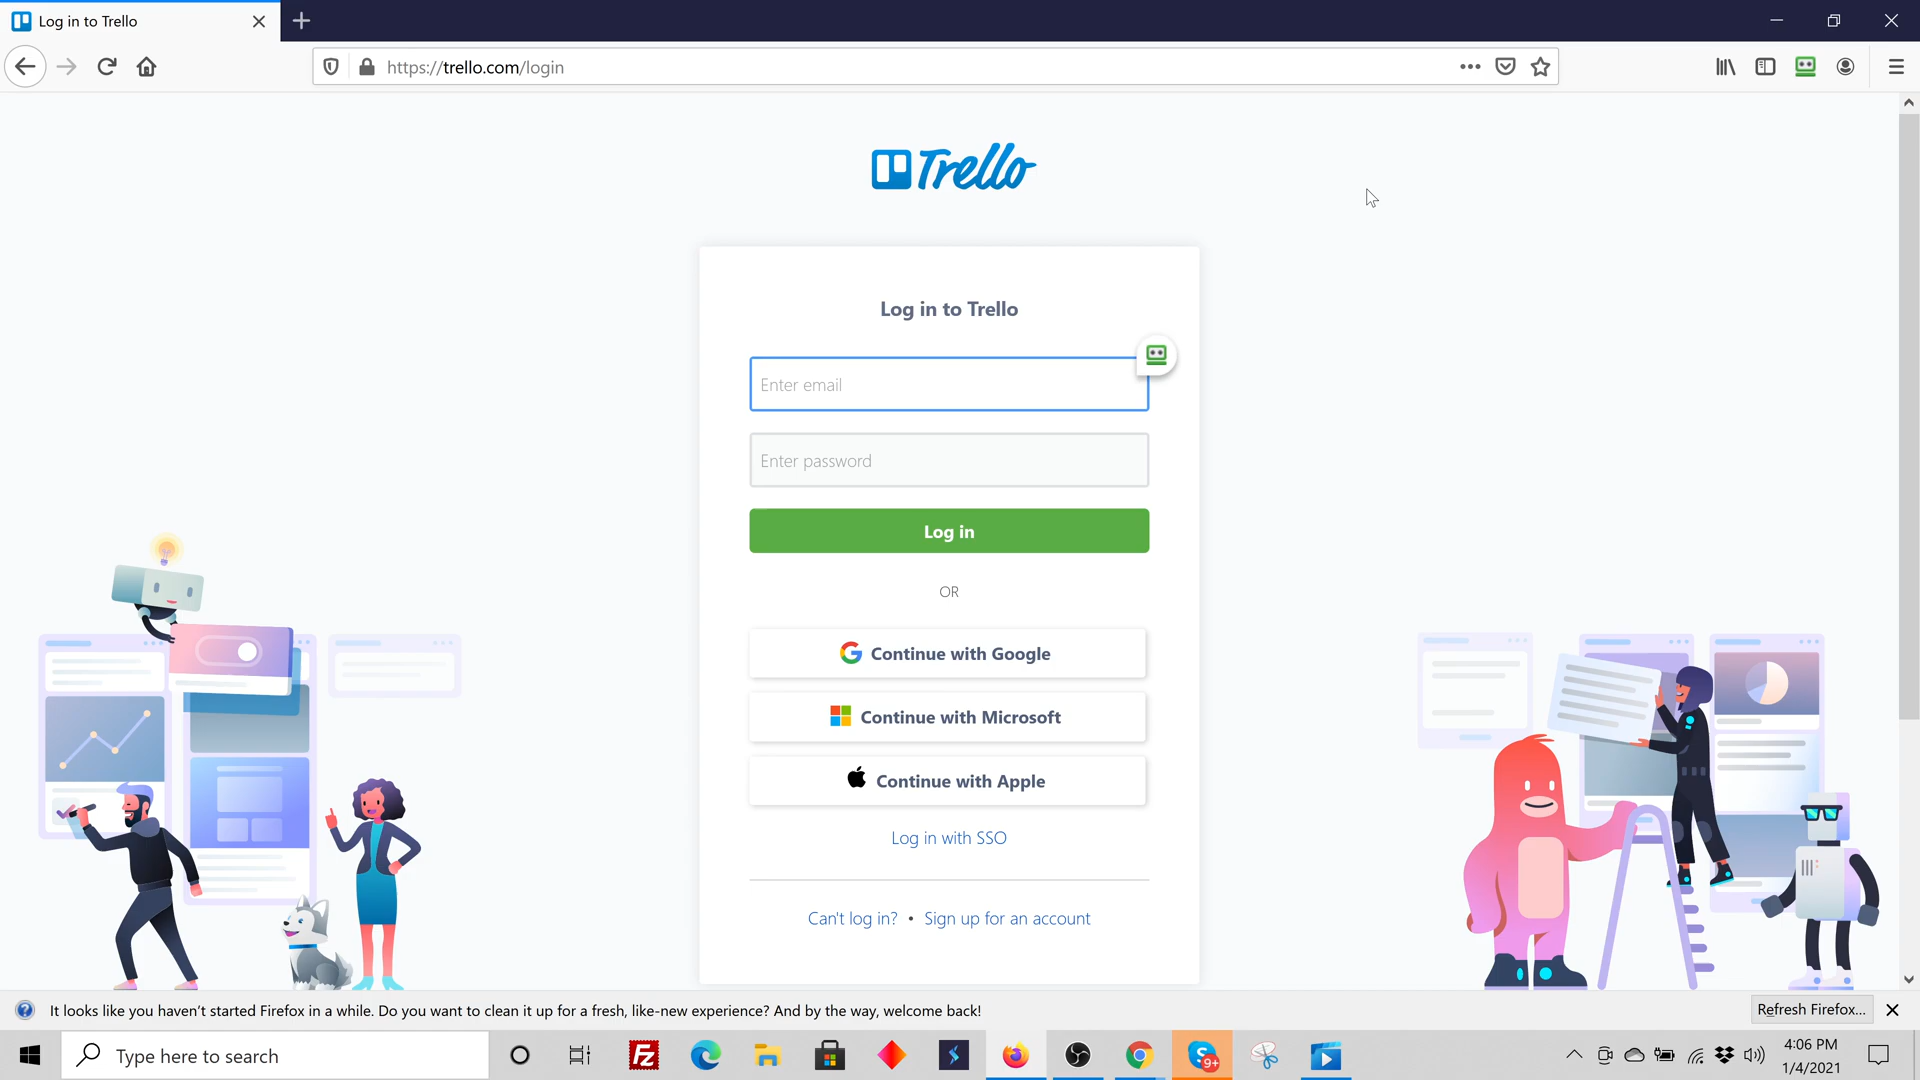 Log in to Trello
https://trello.com/login
Trello
Log in to Trello
Enter email
Enter password
Log in
OR
Continue with Google
Continue with Microsoft
Continue with Apple
Log in with SSO
Can't log in? • Sign up for an account
It looks like you haven't started Firefox in a while. Do you want to clean it up for a fresh, like-new experience? And by the way, welcome back!
Refresh Firefox...
Type here to search
Fz
S
9+
4:06 PM
1/4/2021